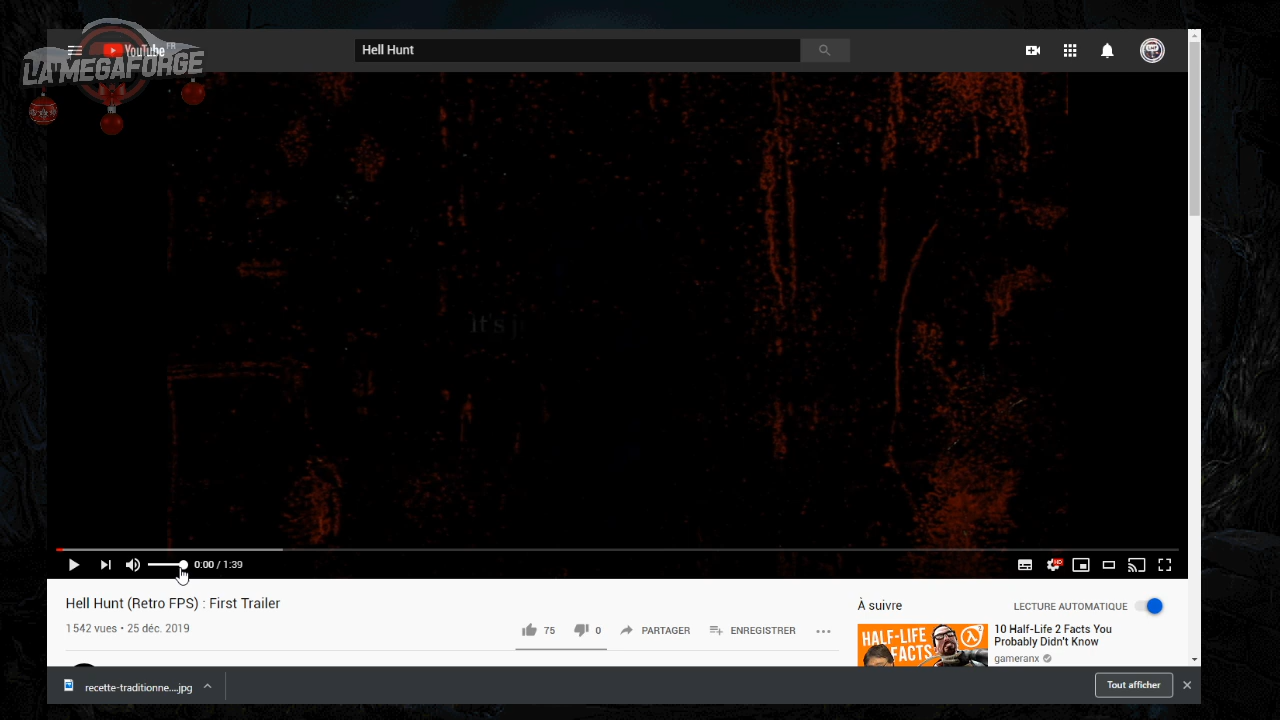 YouTube FR
Hell Hunt
LA MEGAFORGE
it's
0:00 / 1:39
HD
Hell Hunt (Retro FPS) : First Trailer
1 542 vues • 25 déc. 2019
75
0
PARTAGER
ENREGISTRER
À suivre
LECTURE AUTOMATIQUE
HALF-LIFE
FACTS
10 Half-Life 2 Facts You
Probably Didn't Know
gameranx
recette-traditionne....jpg
Tout afficher